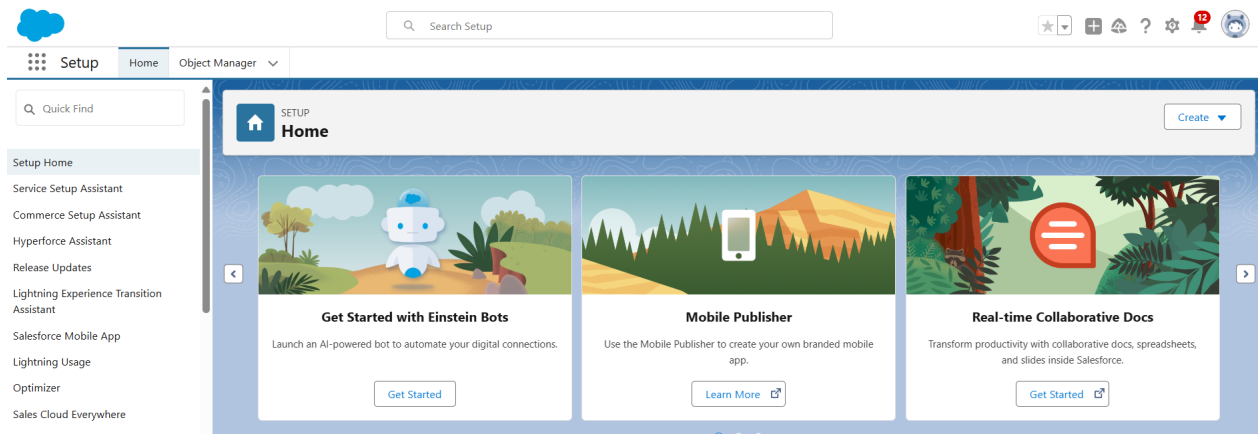 Search Setup
12
Setup
Home
Object Manager
Quick Find
Setup Home
Service Setup Assistant
Commerce Setup Assistant
Hyperforce Assistant
Release Updates
Lightning Experience Transition
Assistant
Salesforce Mobile App
Lightning Usage
Optimizer
Sales Cloud Everywhere
SETUP
Home
Create
Get Started with Einstein Bots
Launch an AI-powered bot to automate your digital connections.
Get Started
Mobile Publisher
Use the Mobile Publisher to create your own branded mobile
app.
Learn More
Real-time Collaborative Docs
Transform productivity with collaborative docs, spreadsheets,
and slides inside Salesforce.
Get Started